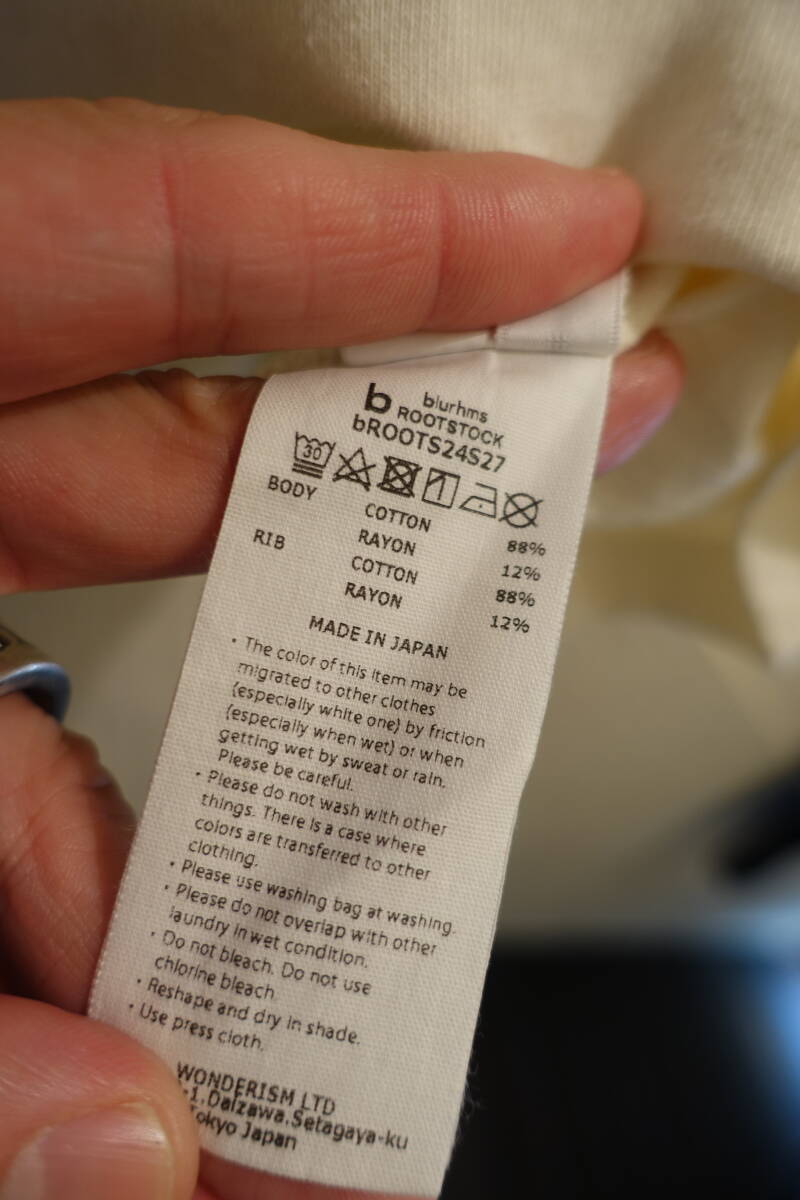 b blurhms
ROOTSTOCK
bROOTS24S27
30
BODY COTTON 88%
RAYON 12%
RIB COTTON 88%
RAYON 12%
MADE IN JAPAN
・The color of this item may be
migrated to other clothes
(especially white one) by friction
(especially when wet) or when
getting wet by sweat or rain.
Please be careful.
・Please do not wash with other
things. There is a case where
colors are transferred to other
clothing.
・Please use washing bag at washing.
・Please do not overlap with other
laundry in wet condition.
・Do not bleach. Do not use
chlorine bleach.
・Reshape and dry in shade.
・Use press cloth.
WONDERISM LTD
-1,Daizawa,Setagaya-ku
Tokyo Japan